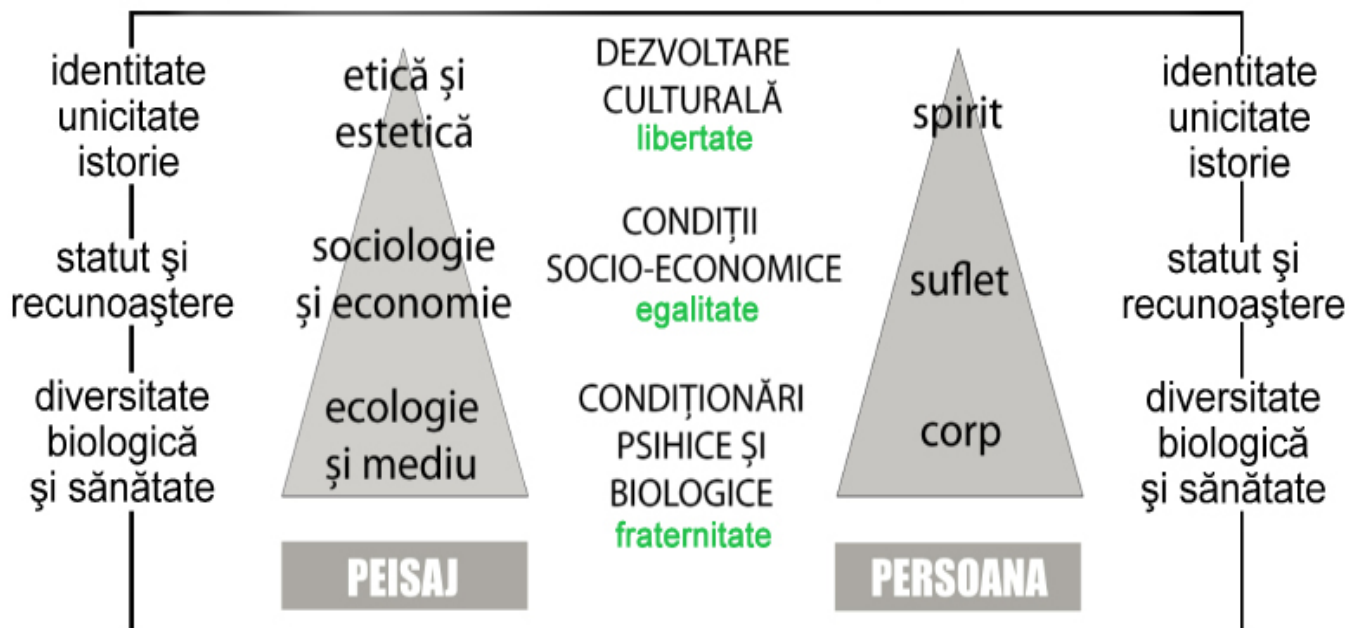 identitate
unicitate
istorie
statut şi
recunoaştere
diversitate
biologică
şi sănătate
etică și
estetică
sociologie
și economie
ecologie
și mediu
PEISAJ
DEZVOLTARE
CULTURALĂ
libertate
CONDIȚII
SOCIO-ECONOMICE
egalitate
CONDIȚIONĂRI
PSIHICE ȘI
BIOLOGICE
fraternitate
spirit
suflet
corp
PERSOANA
identitate
unicitate
istorie
statut şi
recunoaştere
diversitate
biologică
şi sănătate